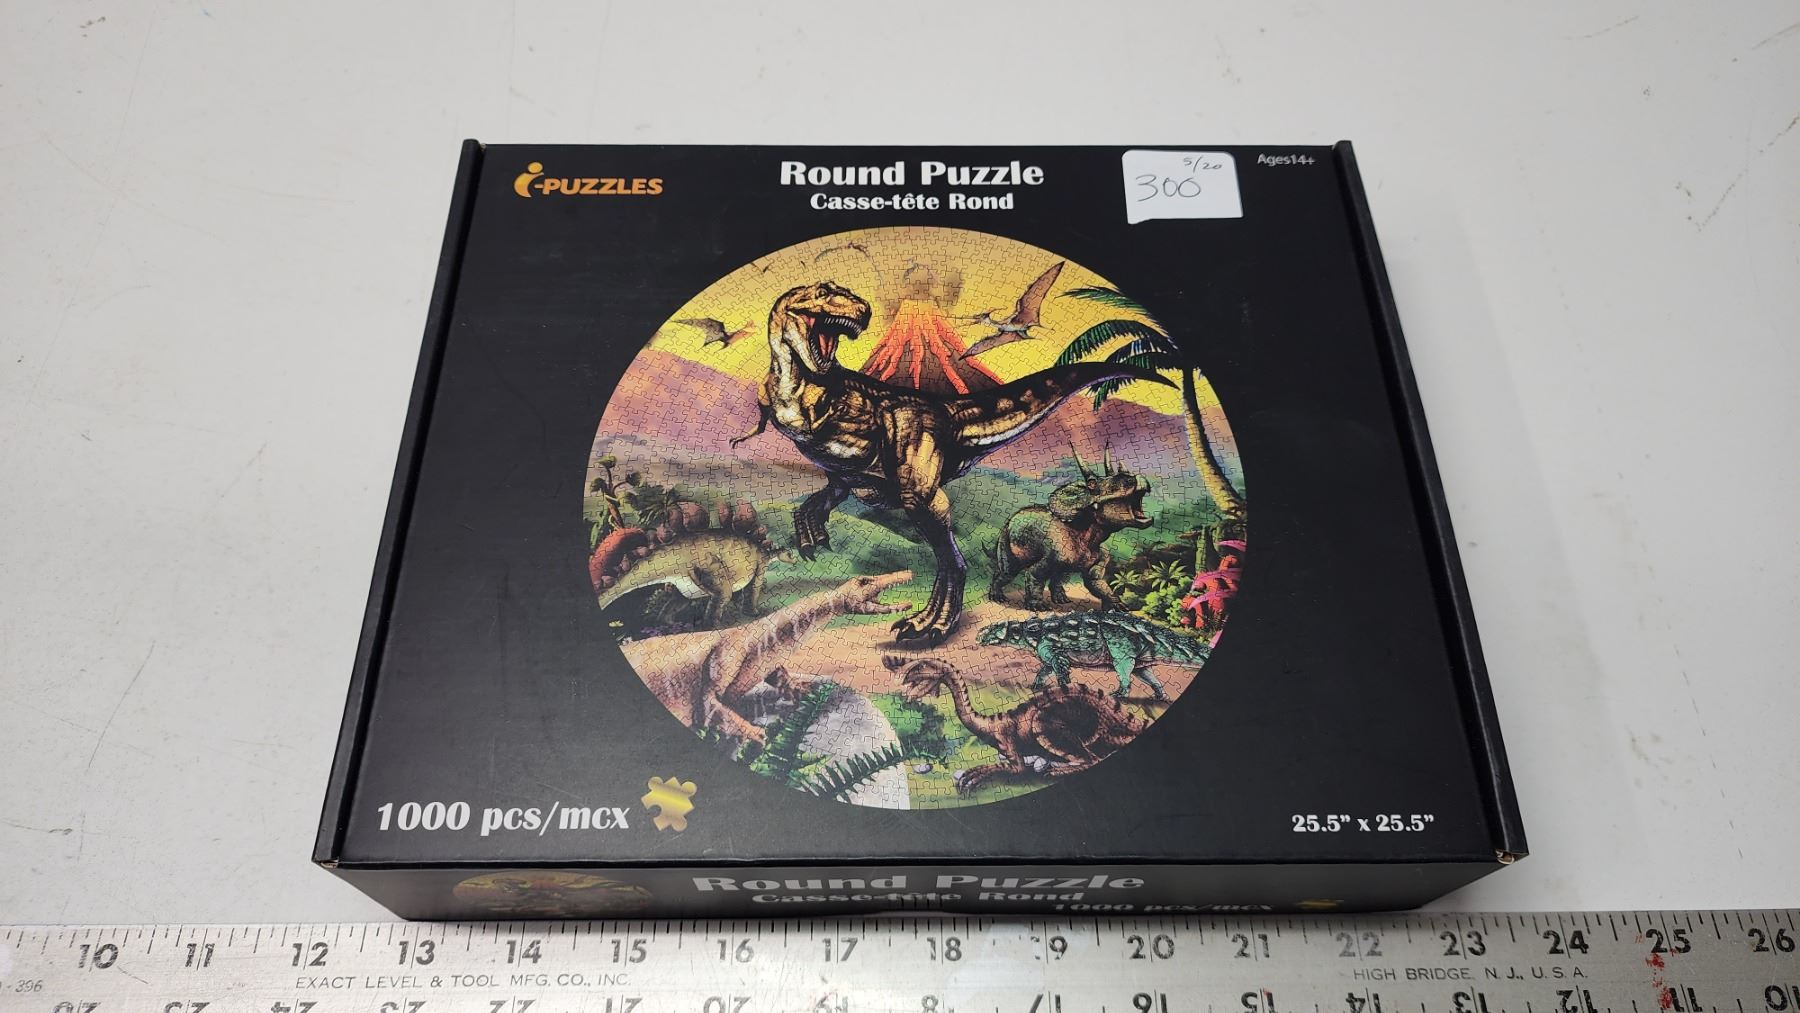 i-PUZZLES
Round Puzzle
Casse-tête Rond
5/20
300
Ages14+
1000 pcs/mcx
25.5" x 25.5"
Round Puzzle
Casse-tête Rond
1000 pcs/mcx
10 11 12 13 14 15 16 17 18 19 20 21 22 23 24 25 26
-396 EXACT LEVEL & TOOL MFG. CO., INC. HIGH BRIDGE, N. J., U. S. A.